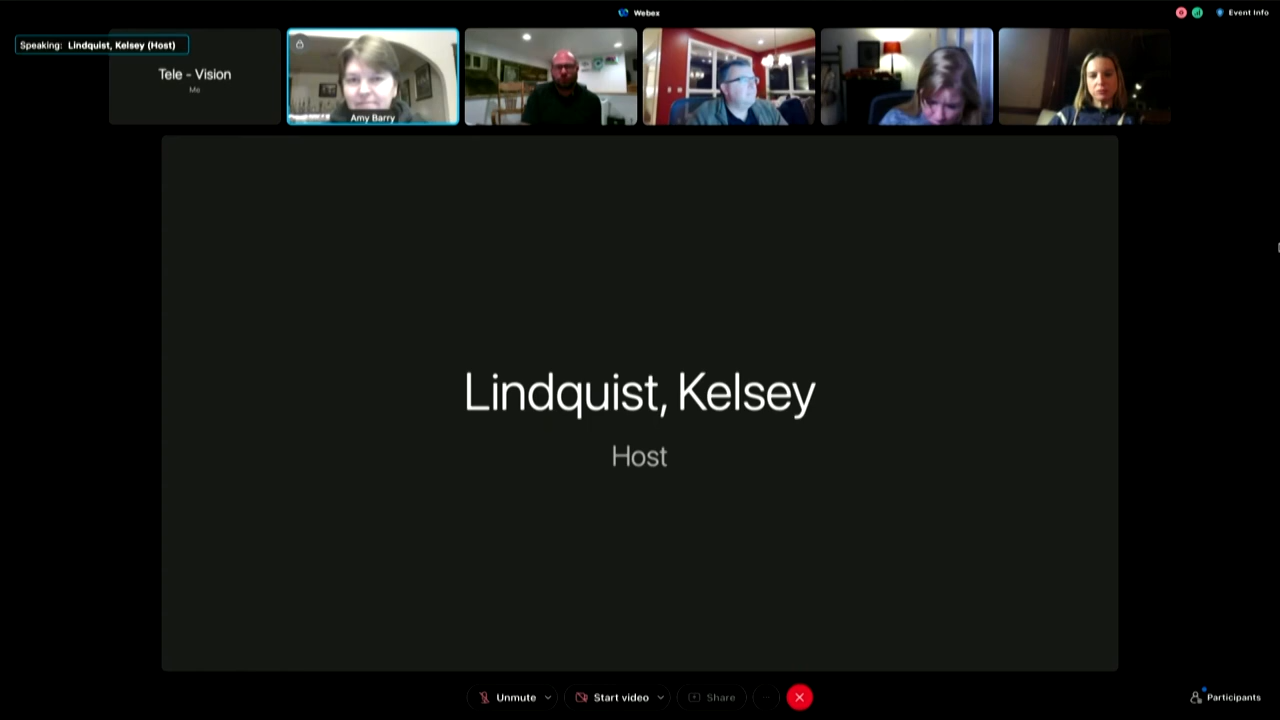 Webex
Event Info
Speaking: Lindquist, Kelsey (Host)
Tele - Vision
Me
Amy Barry
Lindquist, Kelsey
Host
Unmute
Start video
Share
Participants